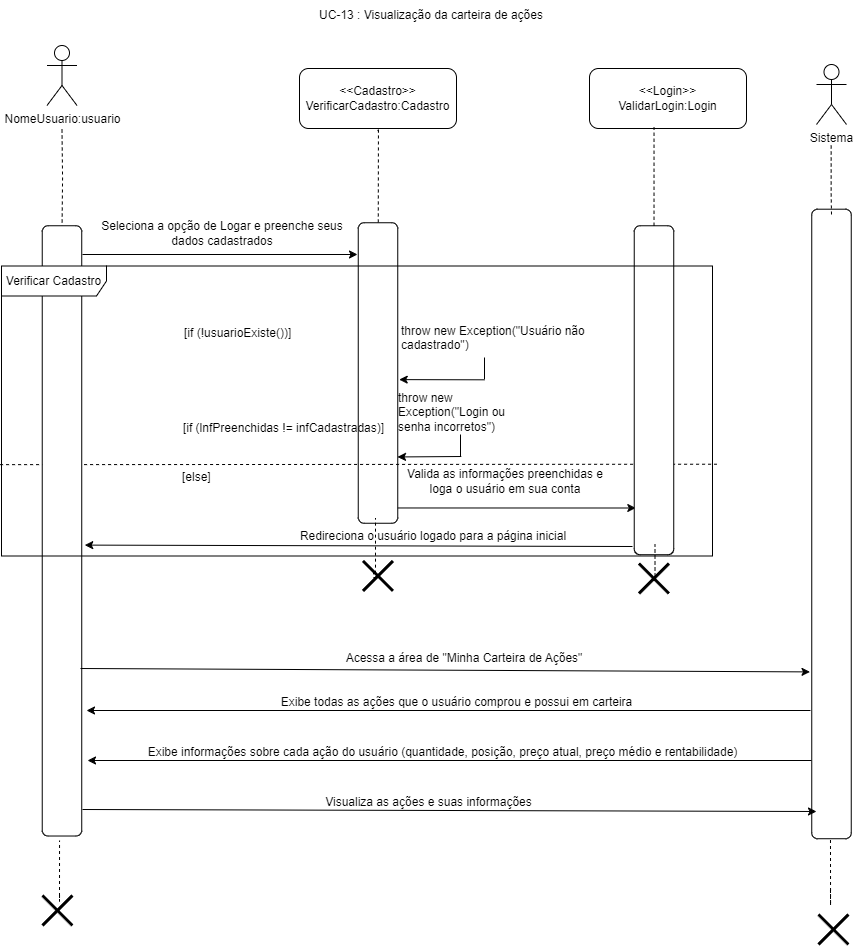 UC-13 : Visualização da carteira de ações
NomeUsuario:usuario
<<Cadastro>>
VerificarCadastro:Cadastro
<<Login>>
ValidarLogin:Login
Sistema
Seleciona a opção de Logar e preenche seus
dados cadastrados
Verificar Cadastro
[if (!usuarioExiste())]
throw new Exception("Usuário não
cadastrado")
throw new
Exception("Login ou
senha incorretos")
[if (InfPreenchidas != infCadastradas)]
[else]
Valida as informações preenchidas e
loga o usuário em sua conta
Redireciona o usuário logado para a página inicial
Acessa a área de "Minha Carteira de Ações"
Exibe todas as ações que o usuário comprou e possui em carteira
Exibe informações sobre cada ação do usuário (quantidade, posição, preço atual, preço médio e rentabilidade)
Visualiza as ações e suas informações